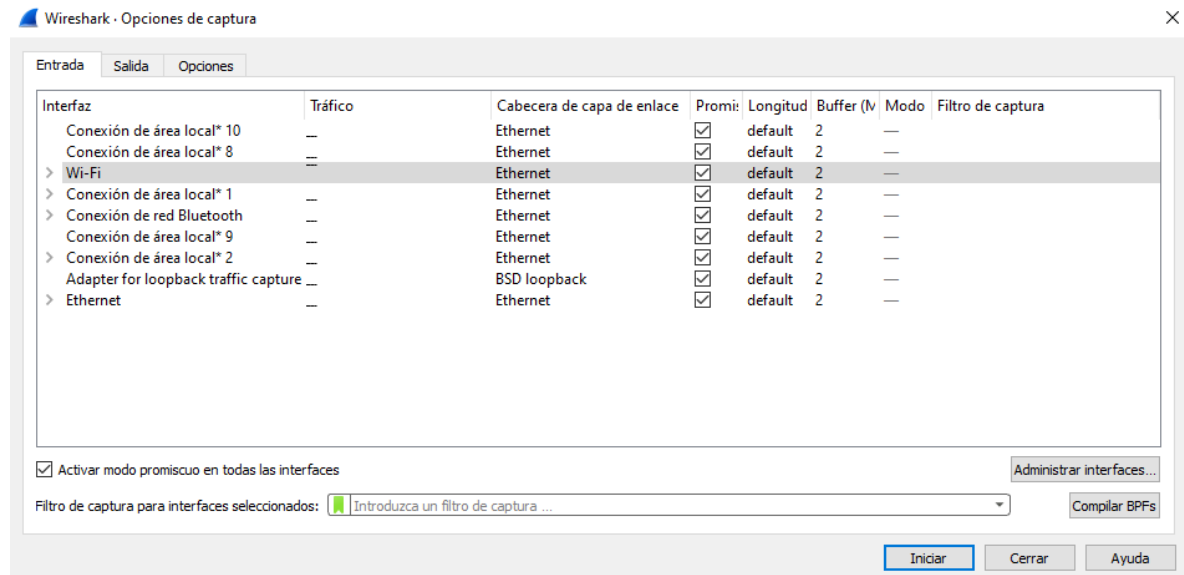 Wireshark · Opciones de captura
Entrada Salida Opciones
Interfaz Tráfico Cabecera de capa de enlace Promis Longitud Buffer (M Modo Filtro de captura
Conexión de área local* 10 Ethernet default 2 —
Conexión de área local* 8 Ethernet default 2 —
Wi-Fi Ethernet default 2 —
Conexión de área local* 1 Ethernet default 2 —
Conexión de red Bluetooth Ethernet default 2 —
Conexión de área local* 9 Ethernet default 2 —
Conexión de área local* 2 Ethernet default 2 —
Adapter for loopback traffic capture BSD loopback default 2 —
Ethernet Ethernet default 2 —
Activar modo promiscuo en todas las interfaces Administrar interfaces...
Filtro de captura para interfaces seleccionados: Introduzca un filtro de captura ... Compilar BPFs
Iniciar Cerrar Ayuda